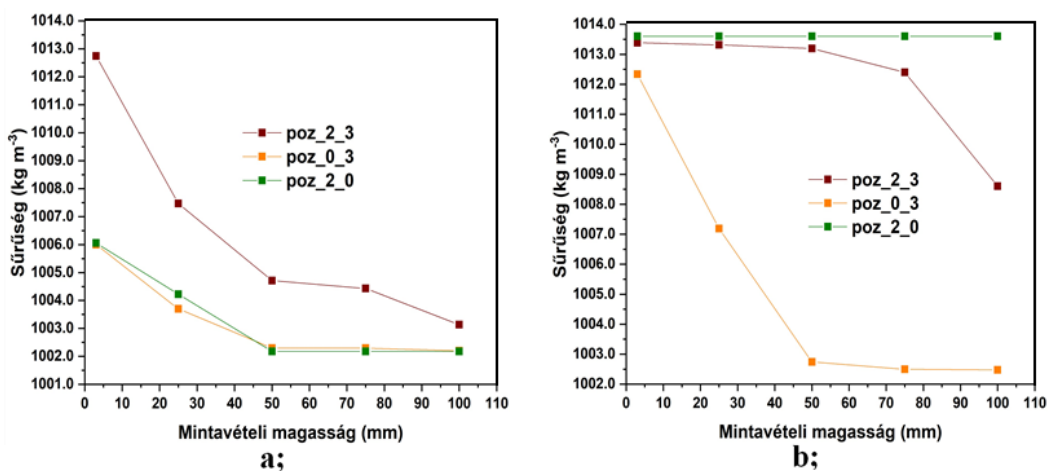 1014.0
1013.0
1012.0
1011.0
1010.0
1009.0
1008.0
1007.0
1006.0
1005.0
1004.0
1003.0
1002.0
1001.0
Sűrűség (kg m⁻³)
poz_2_3
poz_0_3
poz_2_0
0 10 20 30 40 50 60 70 80 90 100 110
Mintavételi magasság (mm)
a;
1014.0
1013.0
1012.0
1011.0
1010.0
1009.0
1008.0
1007.0
1006.0
1005.0
1004.0
1003.0
1002.0
Sűrűség (kg m⁻³)
poz_2_3
poz_0_3
poz_2_0
0 10 20 30 40 50 60 70 80 90 100 110
Mintavételi magasság (mm)
b;